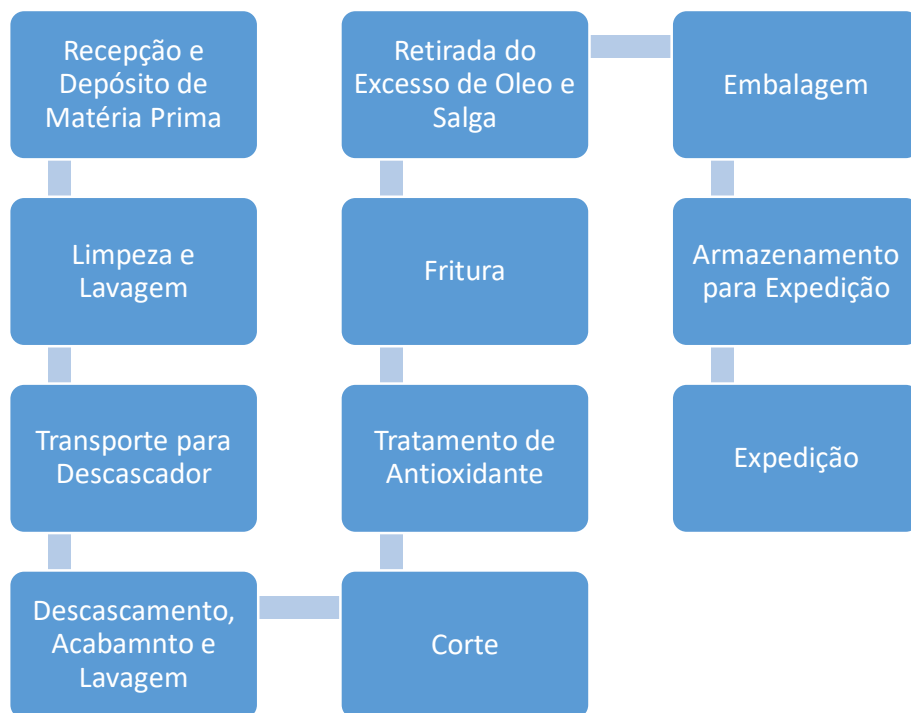 Recepção e
Depósito de
Matéria Prima
Limpeza e
Lavagem
Transporte para
Descascador
Descascamento,
Acabamnto e
Lavagem
Corte
Tratamento de
Antioxidante
Fritura
Retirada do
Excesso de Oleo e
Salga
Embalagem
Armazenamento
para Expedição
Expedição